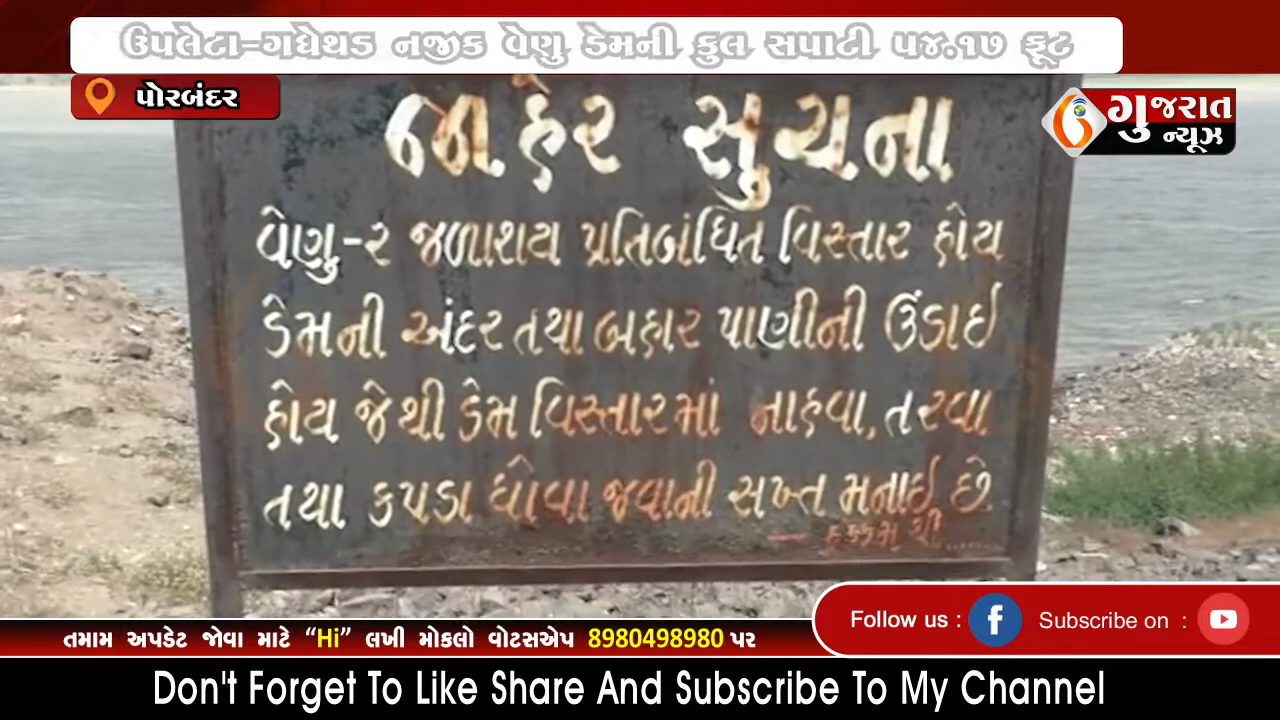 ઉપલેટા-ગધેથડ નજીક વેણુ ડેમની કુલ સપાટી ૫૪.૧૭ ફૂટ
પોરબંદર
ગુજરાત
ન્યૂઝ
જાહેર સુચના
વેણુ-ર જળાશય પ્રતિબંધિત વિસ્તાર હોય
ડેમની અંદર તથા બહાર પાણીની ઉંડાઈ
હોય જેથી ડેમ વિસ્તારમાં નાહવા, તરવા
તથા કપડા ધોવા જવાની સખ્ત મનાઈ છે.
- હુકમ થી......
Follow us :
Subscribe on :
તમામ અપડેટ જોવા માટે “Hi” લખી મોકલો વોટસએપ 8980498980 પર
Don't Forget To Like Share And Subscribe To My Channel